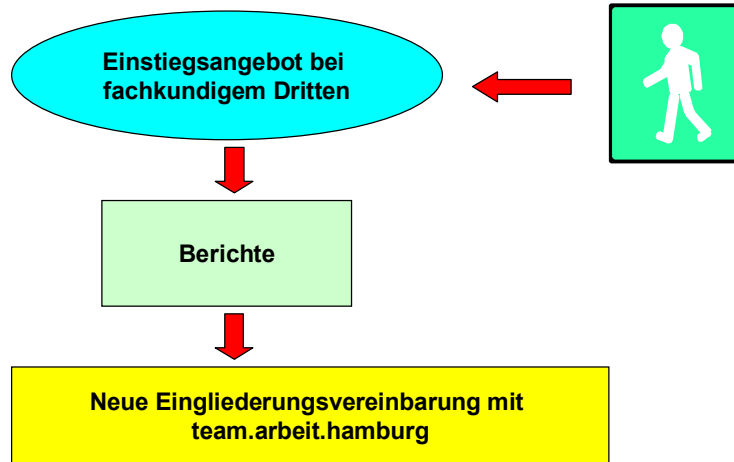 Einstiegsangebot bei
fachkundigem Dritten
Berichte
Neue Eingliederungsvereinbarung mit
team.arbeit.hamburg